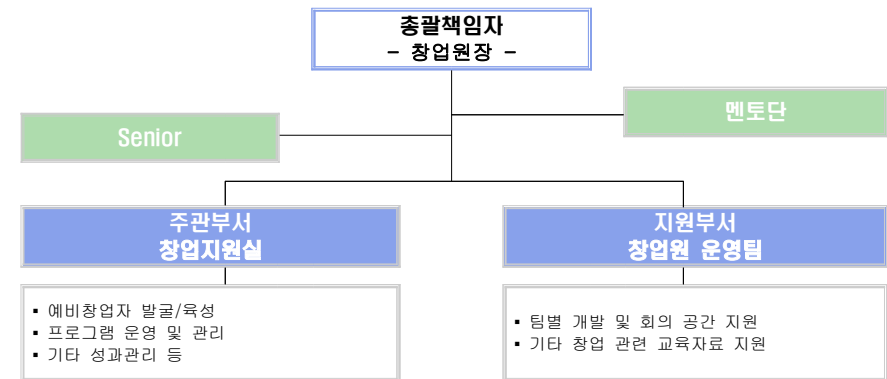 총괄책임자
- 창업원장 -
멘토단
Senior
주관부서
창업지원실
지원부서
창업원 운영팀
▪ 예비창업자 발굴/육성
▪ 프로그램 운영 및 관리
▪ 기타 성과관리 등
▪ 팀별 개발 및 회의 공간 지원
▪ 기타 창업 관련 교육자료 지원